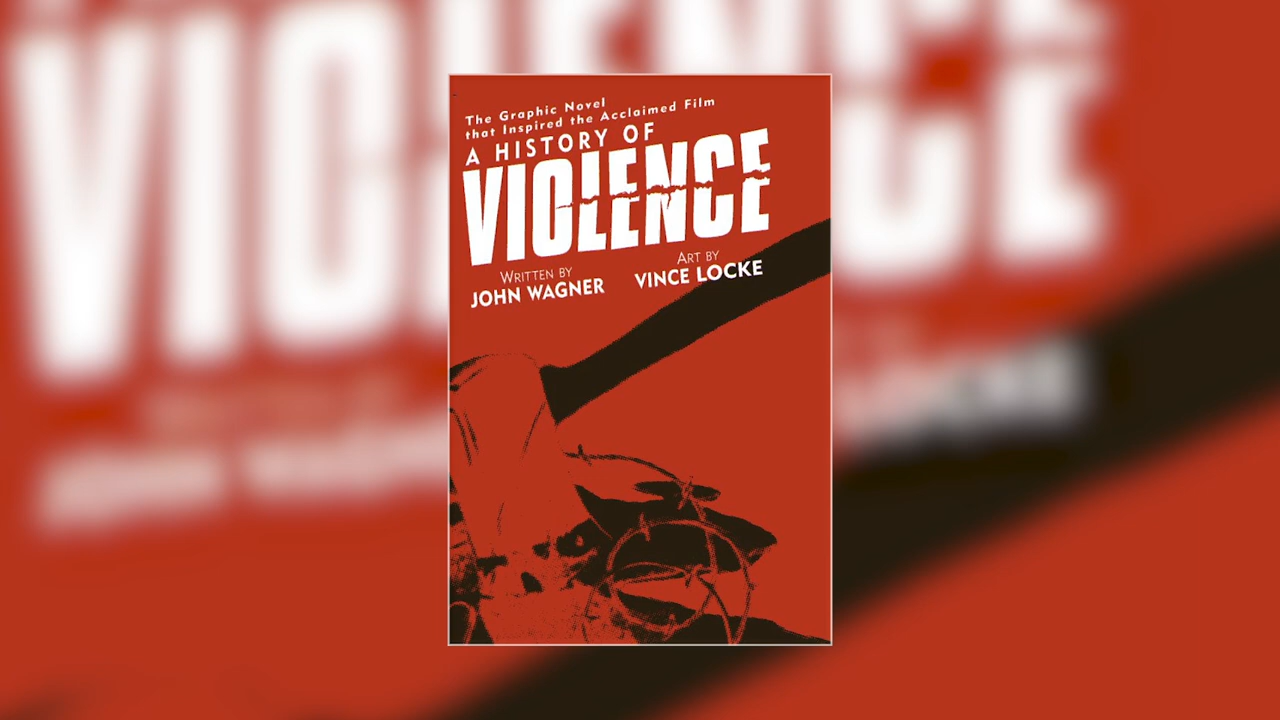 The Graphic Novel
that Inspired the Acclaimed Film
A HISTORY OF
VIOLENCE
WRITTEN BY
JOHN WAGNER
ART BY
VINCE LOCKE